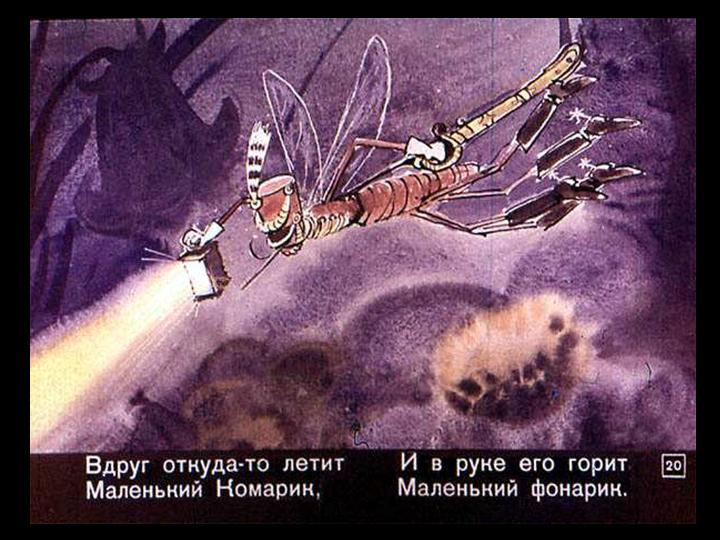 Вдруг откуда-то летит
Маленький Комарик,
И в руке его горит
Маленький фонарик.
20